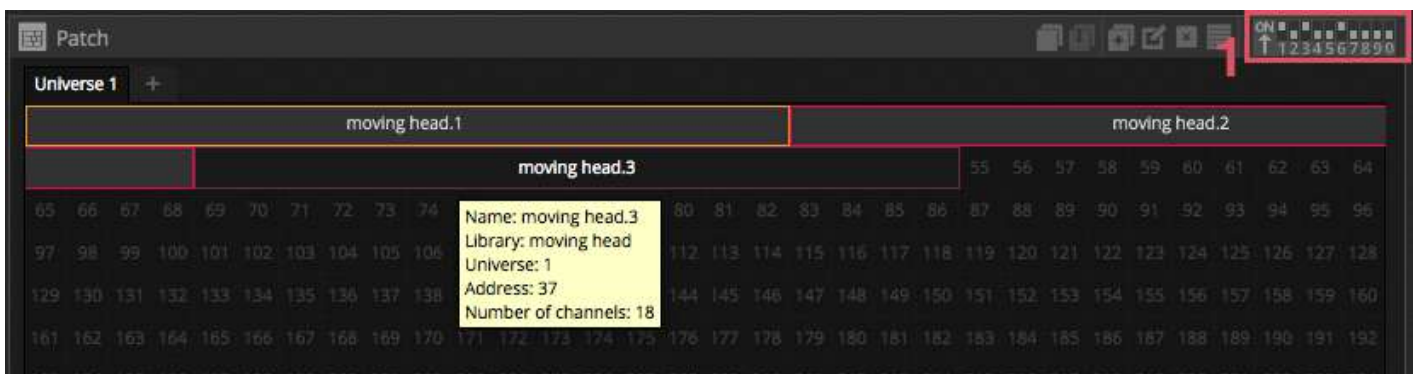 Patch
1
ON
1234567890
Universe 1 +
moving head.1 moving head.2
moving head.3 55 56 57 58 59 60 61 62 63 64
65 66 67 68 69 70 71 72 73 74 80 81 82 83 84 85 86 87 88 89 90 91 92 93 94 95 96
Name: moving head.3
Library: moving head
97 98 99 100 101 102 103 104 105 106 112 113 114 115 116 117 118 119 120 121 122 123 124 125 126 127 128
Universe: 1
Address: 37
129 130 131 132 133 134 135 136 137 138 144 145 146 147 148 149 150 151 152 153 154 155 156 157 158 159 160
Number of channels: 18
161 162 163 164 165 166 167 168 169 170 171 172 173 174 175 176 177 178 179 180 181 182 183 184 185 186 187 188 189 190 191 192